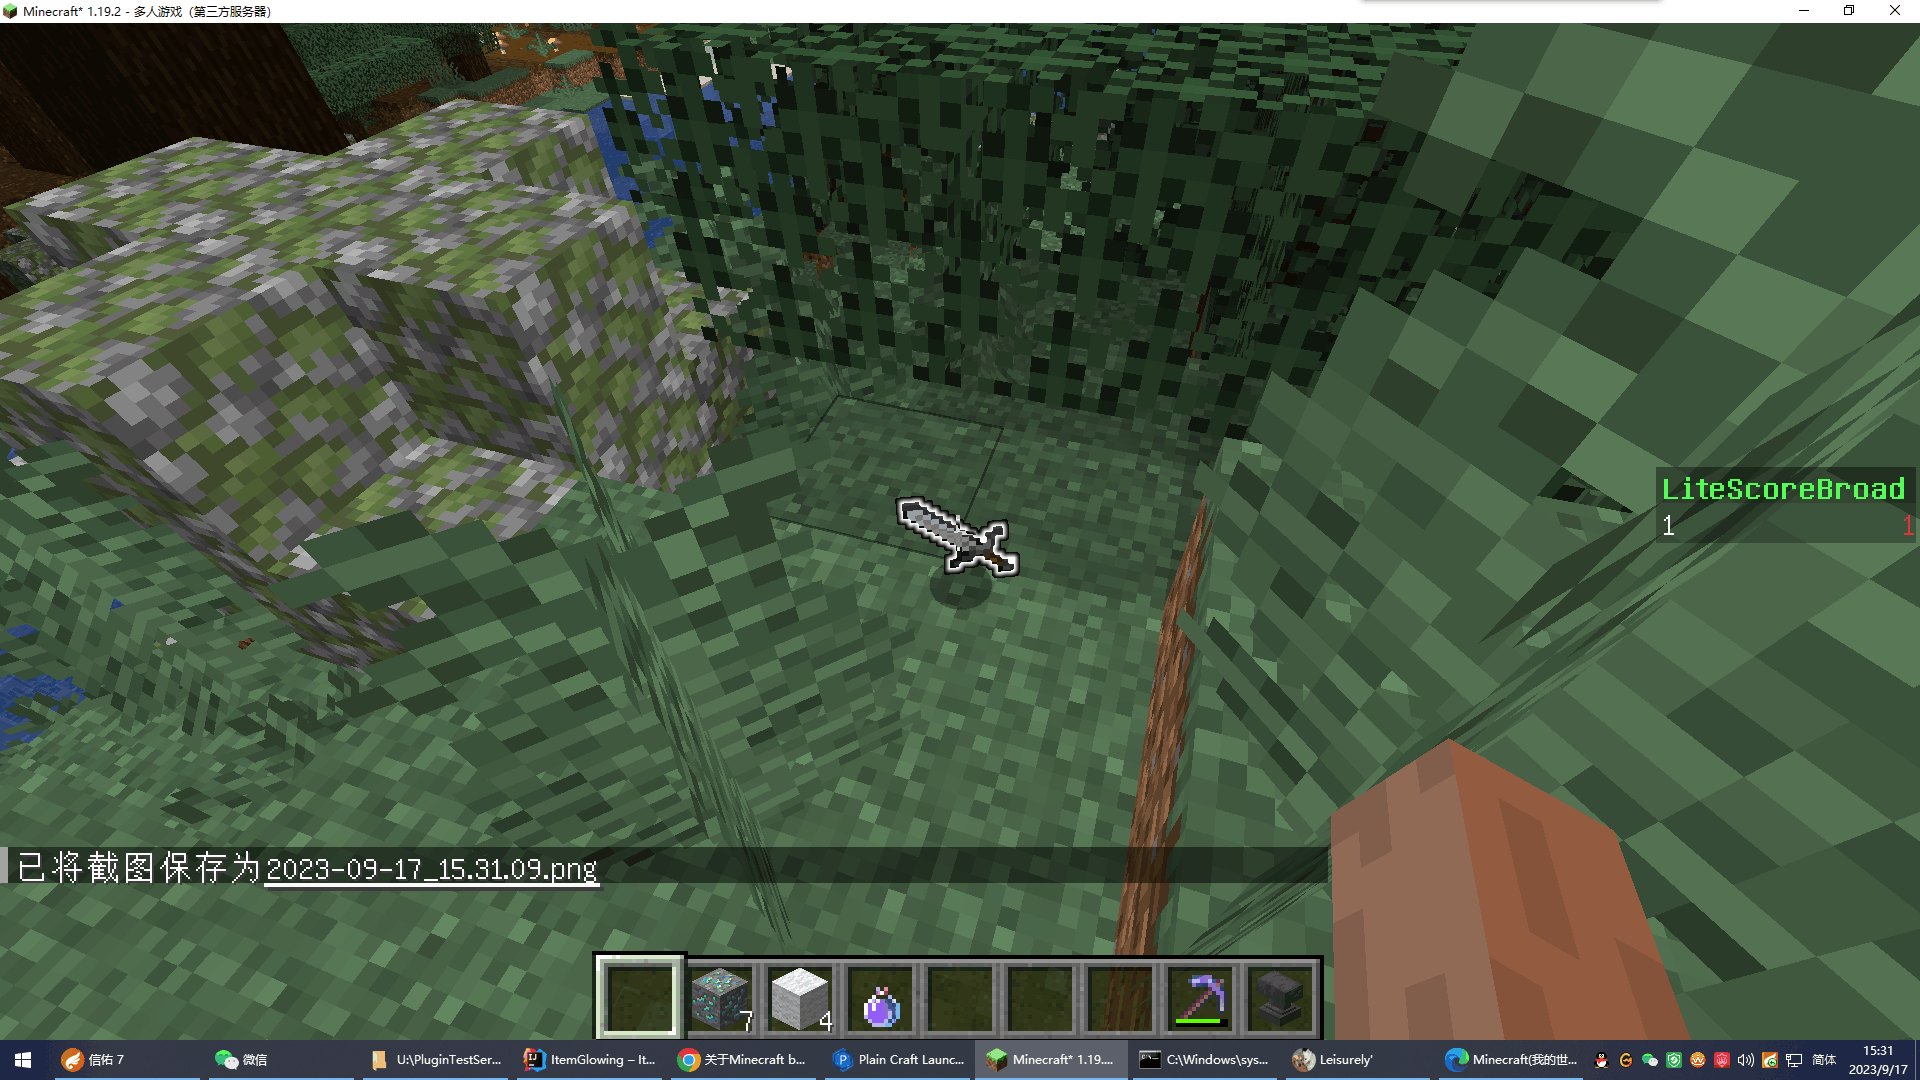 Minecraft* 1.19.2 - 多人游戏（第三方服务器）
LiteScoreBroad
1 1
已将截图保存为2023-09-17_15.31.09.png
7
4
信佑 7
微信
U:\PluginTestSer...
ItemGlowing – It...
关于Minecraft b...
Plain Craft Launc...
Minecraft* 1.19....
C:\Windows\sys...
Leisurely'
Minecraft(我的世...
简体
15:31
2023/9/17